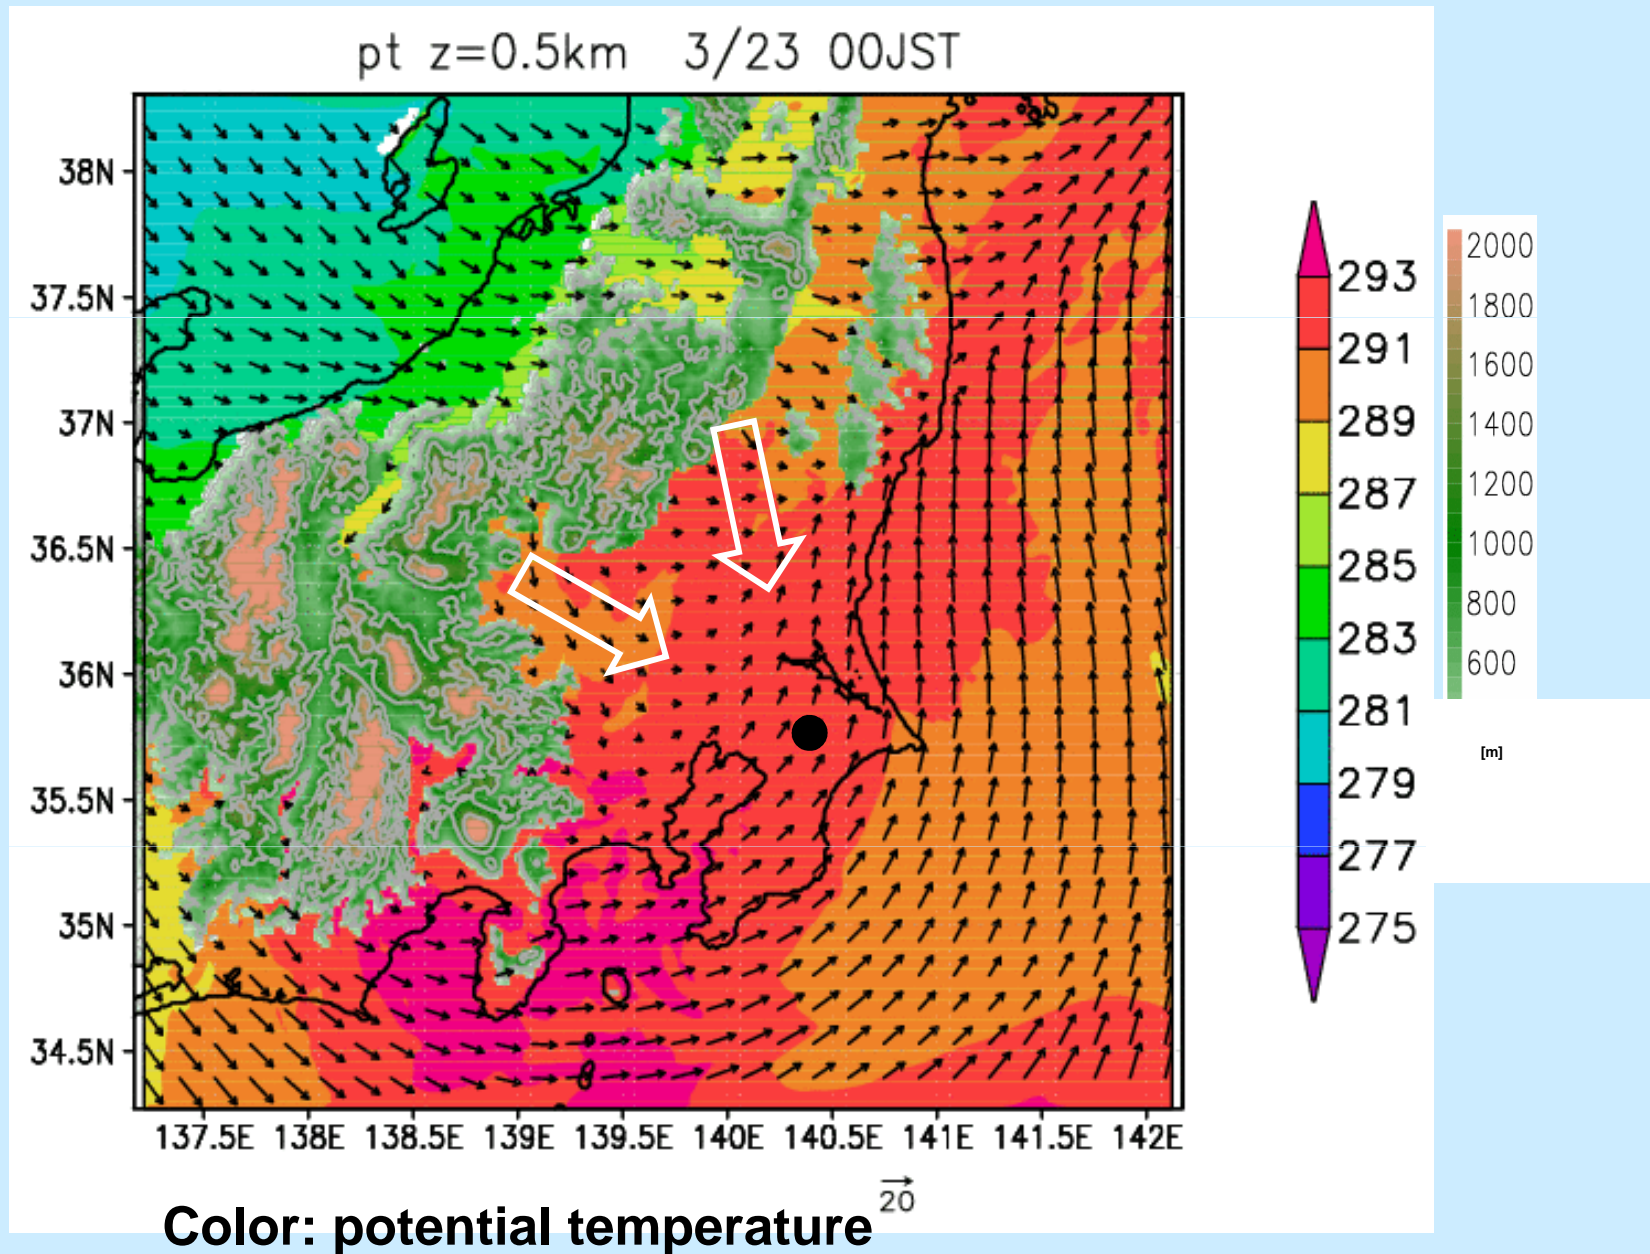 pt z=0.5km 3/23 00JST
38N
37.5N
37N
36.5N
36N
35.5N
35N
34.5N
137.5E 138E 138.5E 139E 139.5E 140E 140.5E 141E 141.5E 142E
20
293
291
289
287
285
283
281
279
277
275
2000
1800
1600
1400
1200
1000
800
600
[m]
Color: potential temperature